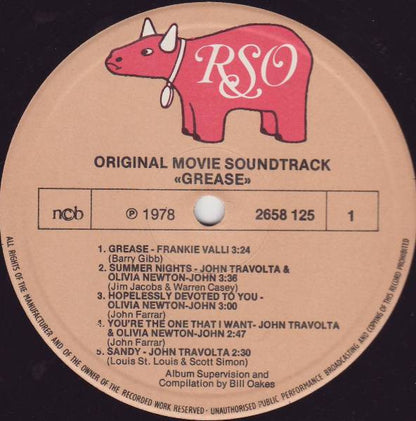 RSO
ORIGINAL MOVIE SOUNDTRACK
«GREASE»
ncb
℗ 1978
2658 125
1
1. GREASE - FRANKIE VALLI 3:24
(Barry Gibb)
2. SUMMER NIGHTS - JOHN TRAVOLTA &
OLIVIA NEWTON-JOHN 3:36
(Jim Jacobs & Warren Casey)
3. HOPELESSLY DEVOTED TO YOU -
OLIVIA NEWTON-JOHN 3:00
(John Farrar)
4. YOU'RE THE ONE THAT I WANT- JOHN TRAVOLTA
& OLIVIA NEWTON-JOHN 2:47
(John Farrar)
5. SANDY - JOHN TRAVOLTA 2:30
(Louis St. Louis & Scott Simon)
Album Supervision and
Compilation by Bill Oakes
ALL RIGHTS OF THE MANUFACTURER AND OF THE OWNER OF THE RECORDED WORK RESERVED · UNAUTHORISED PUBLIC PERFORMANCE BROADCASTING AND COPYING OF THIS RECORD PROHIBITED